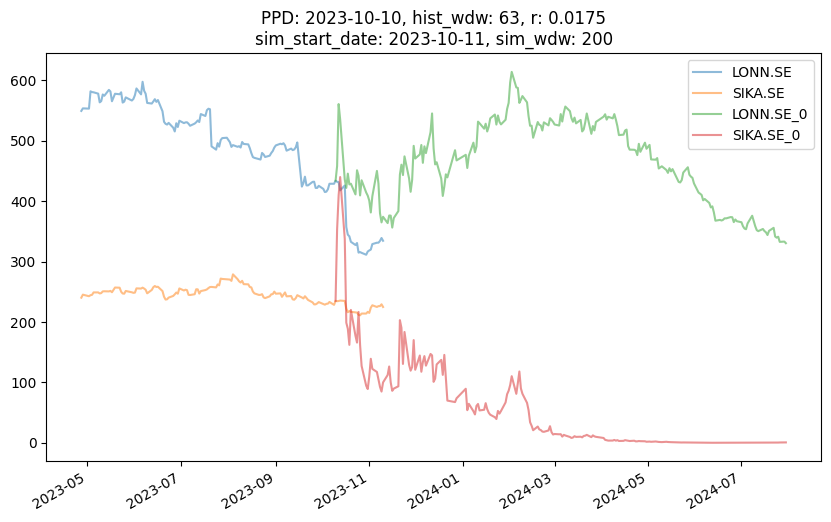 PPD: 2023-10-10, hist_wdw: 63, r: 0.0175
sim_start_date: 2023-10-11, sim_wdw: 200
LONN.SE
SIKA.SE
LONN.SE_0
SIKA.SE_0
600
500
400
300
200
100
0
2023-05
2023-07
2023-09
2023-11
2024-01
2024-03
2024-05
2024-07